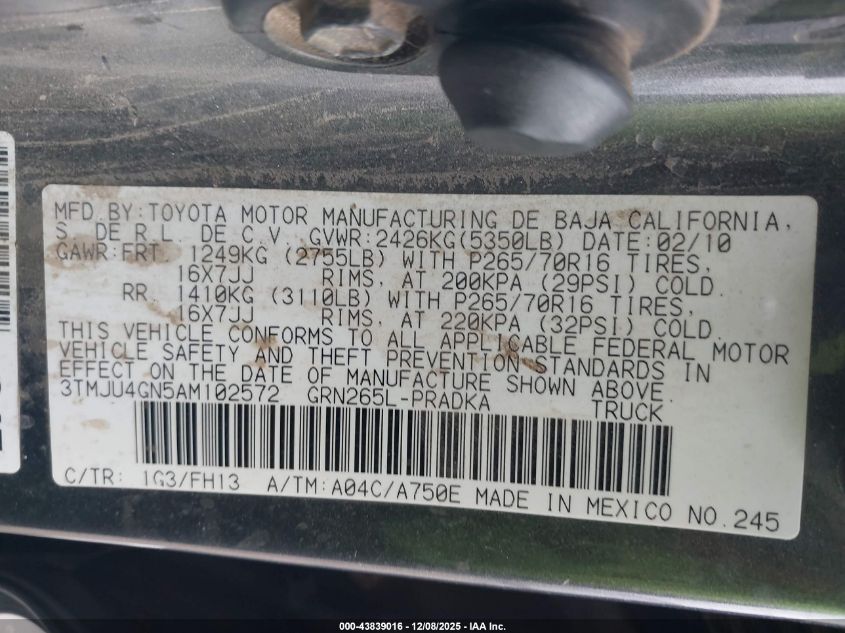 MFD.BY:TOYOTA MOTOR MANUFACTURING DE BAJA CALIFORNIA,
S. DE R.L. DE C.V. GVWR:2426KG(5350LB) DATE:02/10
GAWR:FRT. 1249KG (2755LB) WITH P265/70R16 TIRES,
16X7JJ RIMS, AT 200KPA (29PSI) COLD.
RR. 1410KG (3110LB) WITH P265/70R16 TIRES,
16X7JJ RIMS, AT 220KPA (32PSI) COLD.
THIS VEHICLE CONFORMS TO ALL APPLICABLE FEDERAL MOTOR
VEHICLE SAFETY AND THEFT PREVENTION STANDARDS IN
EFFECT ON THE DATE OF MANUFACTURE SHOWN ABOVE.
3TMJU4GN5AM102572 GRN265L-PRADKA TRUCK
C/TR: 1G3/FH13 A/TM:A04C/A750E MADE IN MEXICO NO.245
000-43839016 - 12/08/2025 - IAA Inc.